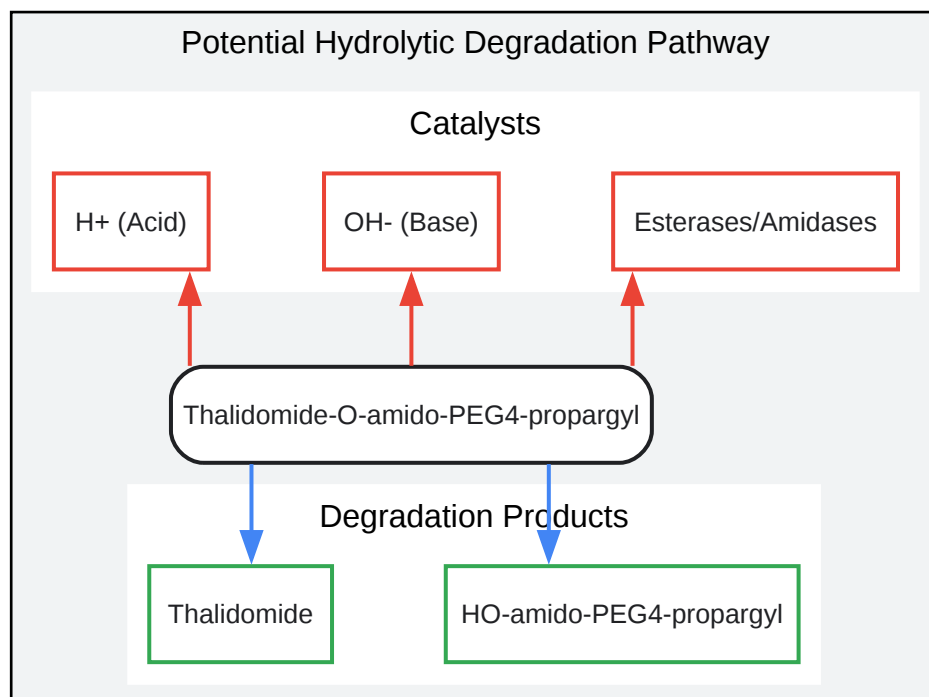 Potential Hydrolytic Degradation Pathway
Catalysts
H+ (Acid)
OH- (Base)
Esterases/Amidases
Thalidomide-O-amido-PEG4-propargyl
Degradation Products
Thalidomide
HO-amido-PEG4-propargyl